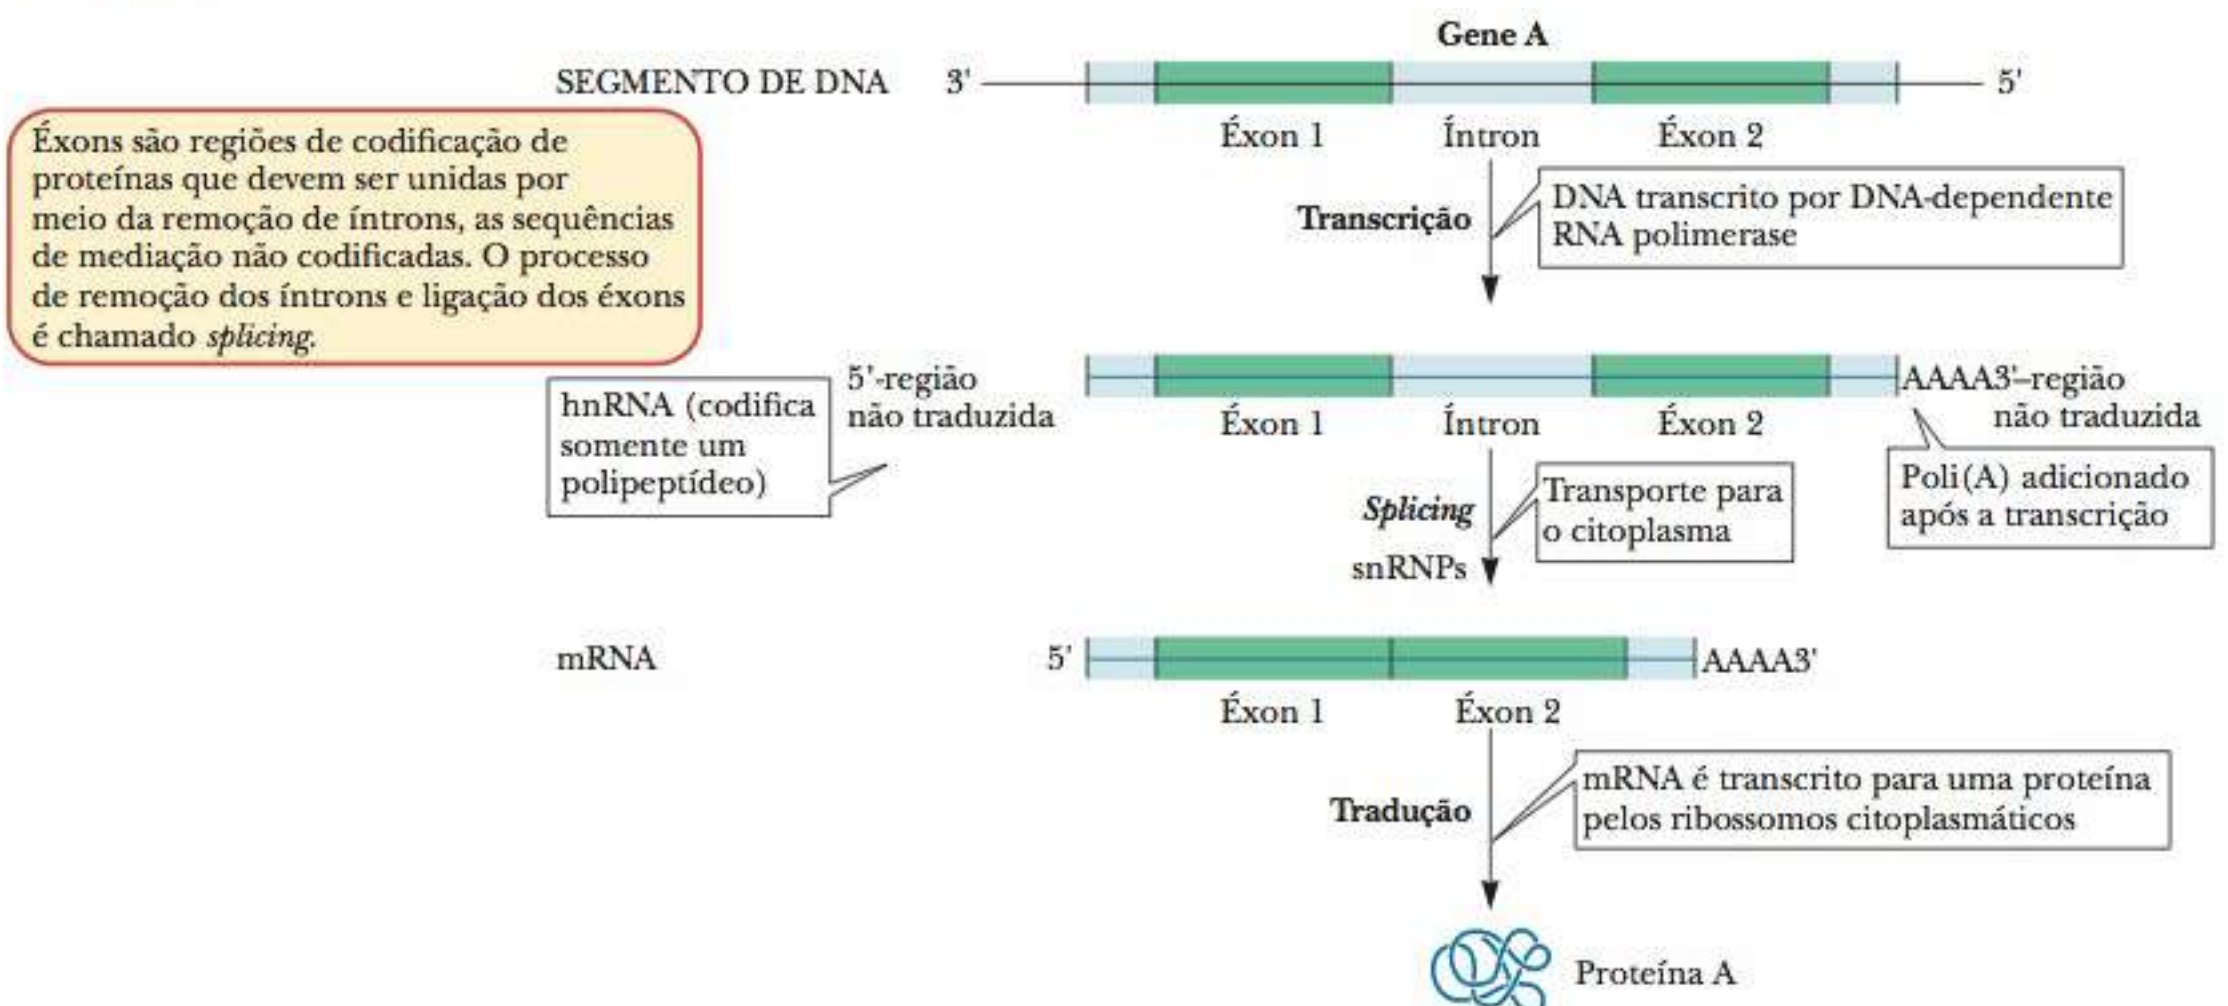 Gene A
SEGMENTO DE DNA 3' 5'
Éxon 1 Íntron Éxon 2
Éxons são regiões de codificação de
proteínas que devem ser unidas por
meio da remoção de íntrons, as sequências
de mediação não codificadas. O processo
de remoção dos íntrons e ligação dos éxons
é chamado splicing.
Transcrição
DNA transcrito por DNA-dependente
RNA polimerase
hnRNA (codifica
somente um
polipeptídeo)
5'-região
não traduzida
AAAA3'–região
não traduzida
Éxon 1 Íntron Éxon 2
Poli(A) adicionado
após a transcrição
Splicing
snRNPs
Transporte para
o citoplasma
mRNA 5' AAAA3'
Éxon 1 Éxon 2
Tradução
mRNA é transcrito para uma proteína
pelos ribossomos citoplasmáticos
Proteína A